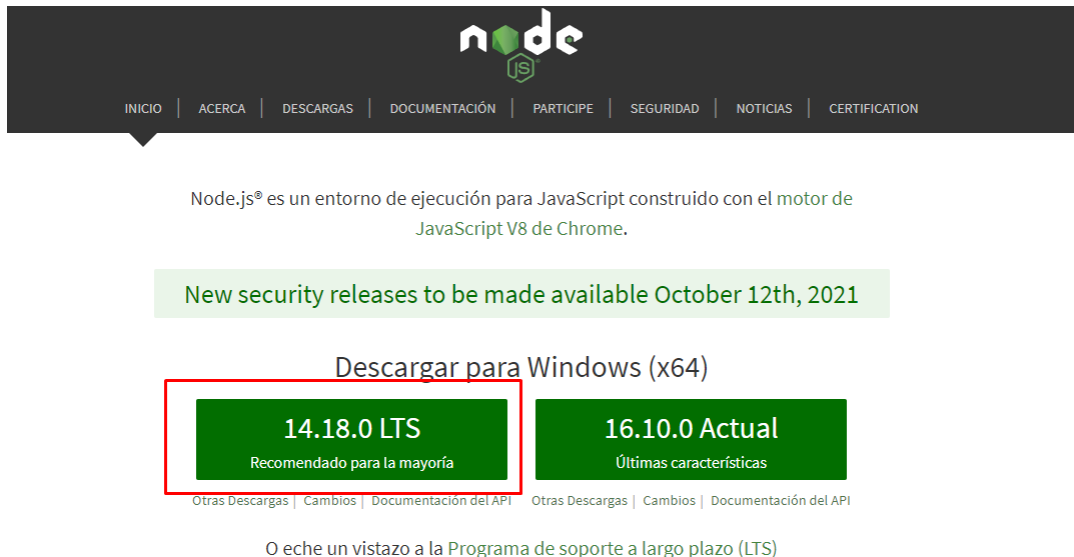 node
JS
INICIO | ACERCA | DESCARGAS | DOCUMENTACIÓN | PARTICIPE | SEGURIDAD | NOTICIAS | CERTIFICATION
Node.js® es un entorno de ejecución para JavaScript construido con el motor de
JavaScript V8 de Chrome.
New security releases to be made available October 12th, 2021
Descargar para Windows (x64)
14.18.0 LTS
Recomendado para la mayoría
16.10.0 Actual
Últimas características
Otras Descargas | Cambios | Documentación del API
Otras Descargas | Cambios | Documentación del API
O eche un vistazo a la Programa de soporte a largo plazo (LTS)